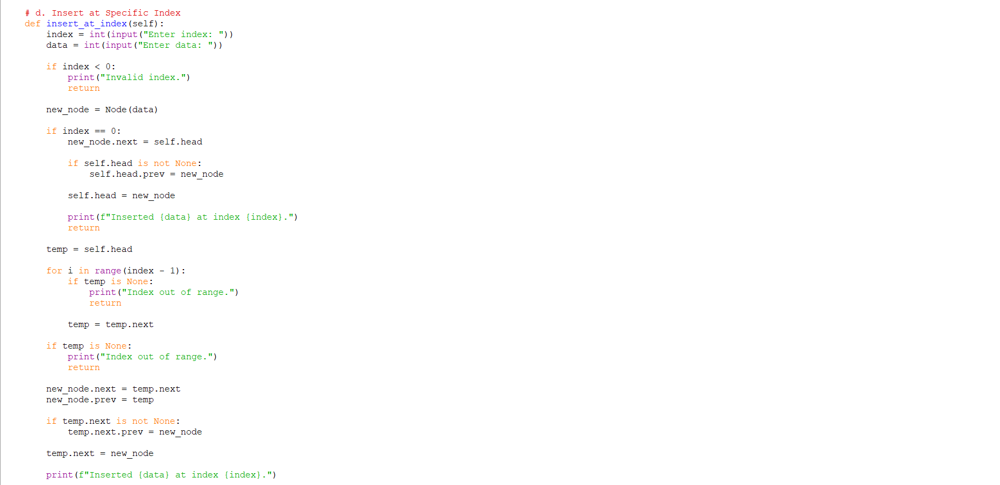 # d. Insert at Specific Index
def insert_at_index(self):
    index = int(input("Enter index: "))
    data = int(input("Enter data: "))

    if index < 0:
        print("Invalid index.")
        return

    new_node = Node(data)

    if index == 0:
        new_node.next = self.head

        if self.head is not None:
            self.head.prev = new_node

        self.head = new_node

        print(f"Inserted {data} at index {index}.")
        return

    temp = self.head

    for i in range(index - 1):
        if temp is None:
            print("Index out of range.")
            return

        temp = temp.next

    if temp is None:
        print("Index out of range.")
        return

    new_node.next = temp.next
    new_node.prev = temp

    if temp.next is not None:
        temp.next.prev = new_node

    temp.next = new_node

    print(f"Inserted {data} at index {index}.")